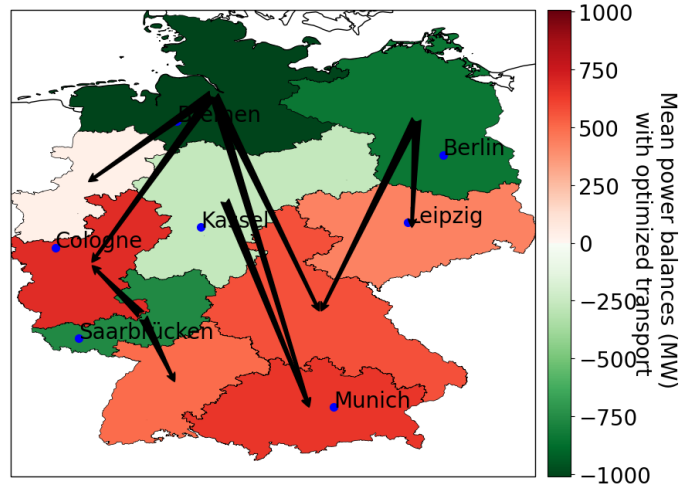 Bremen
Berlin
Kassel
Leipzig
Cologne
Saarbrücken
Munich
1000
750
500
250
0
−250
−500
−750
−1000
Mean power balances (MW)
with optimized transport